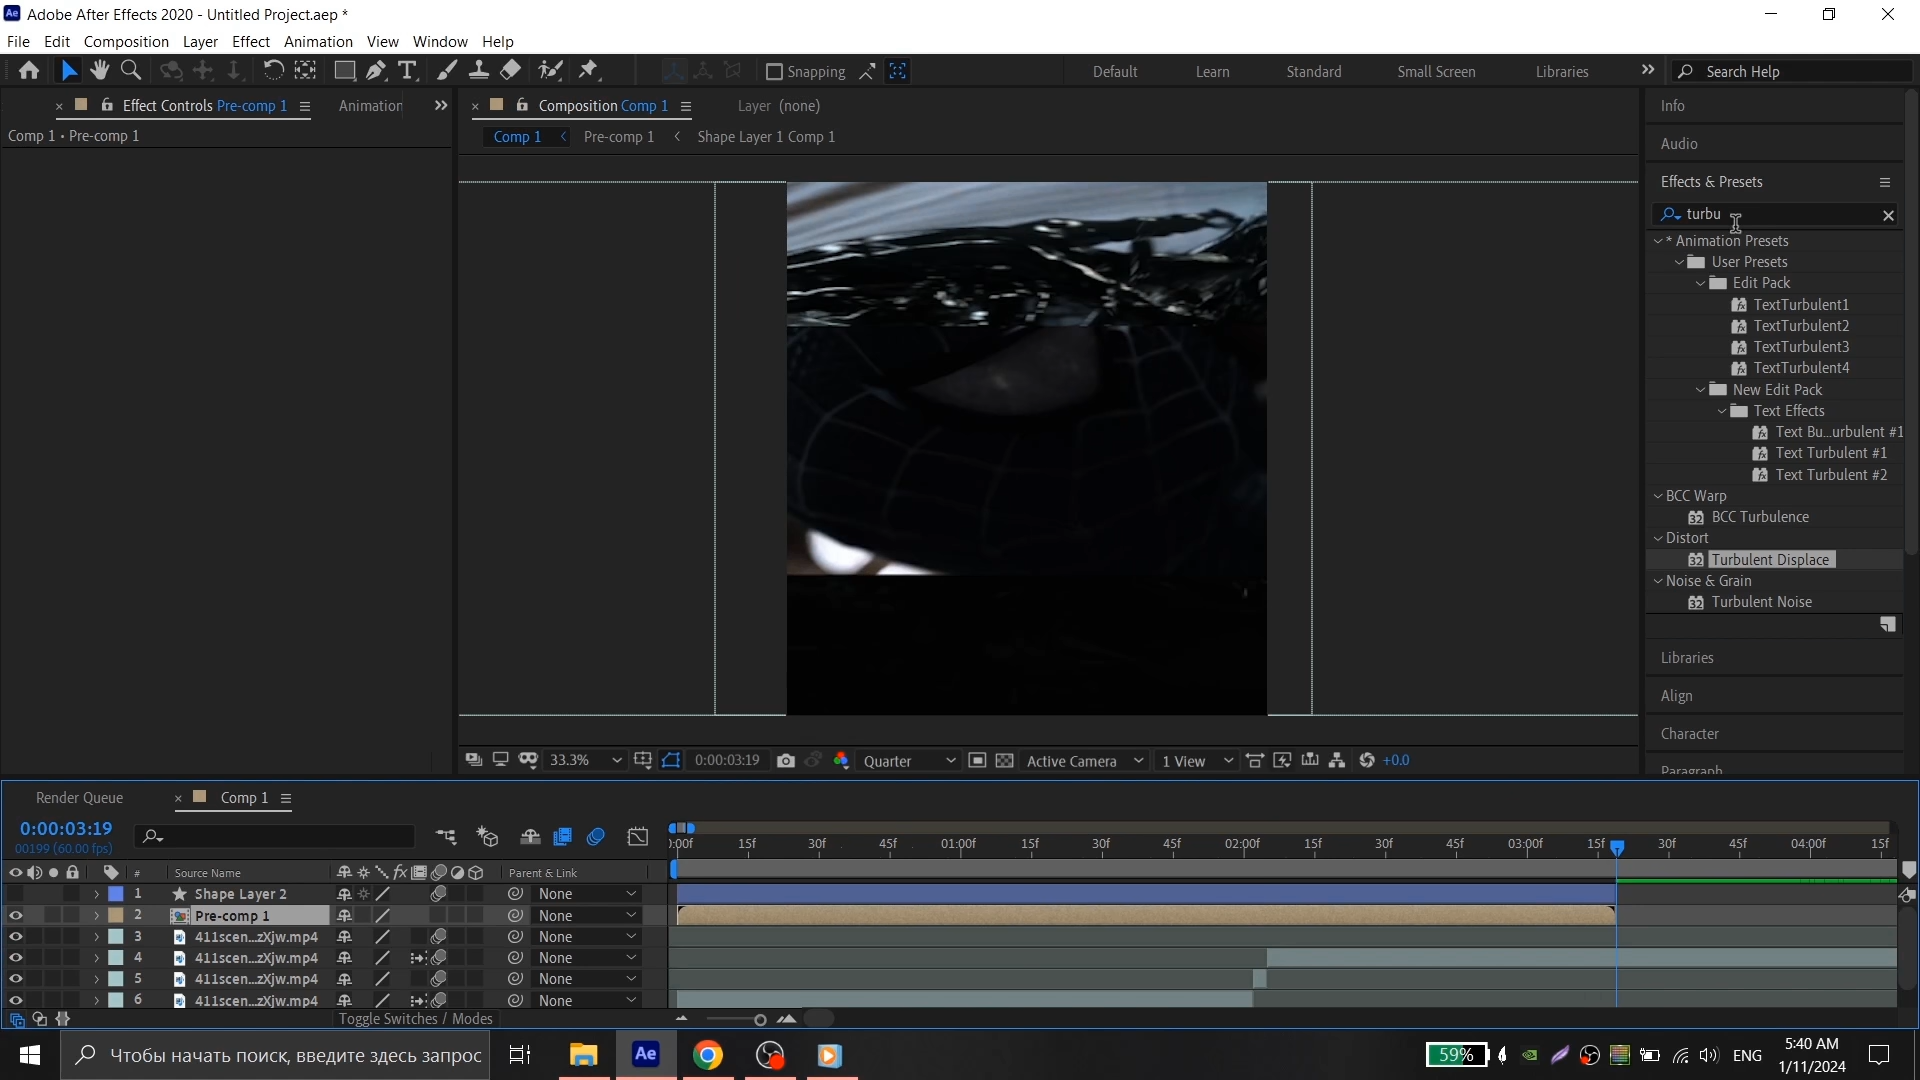 Adobe After Effects 2020 - Untitled Project.aep *
File Edit Composition Layer Effect Animation View Window Help
Snapping Default Learn Standard Small Screen Libraries Search Help
Effect Controls Pre-comp 1 Animation
Composition Comp 1 Layer (none)
Comp 1 • Pre-comp 1
Comp 1 Pre-comp 1 Shape Layer 1 Comp 1
Info
Audio
Effects & Presets
turbu
* Animation Presets
User Presets
Edit Pack
TextTurbulent1
TextTurbulent2
TextTurbulent3
TextTurbulent4
New Edit Pack
Text Effects
Text Bu...urbulent #1
Text Turbulent #1
Text Turbulent #2
BCC Warp
32 BCC Turbulence
Distort
32 Turbulent Displace
Noise & Grain
32 Turbulent Noise
Libraries
Align
Character
Paragraph
33.3% 0:00:03:19 Quarter Active Camera 1 View +0.0
Render Queue Comp 1
0:00:03:19
00199 (60.00 fps)
:00f 15f 30f 45f 01:00f 15f 30f 45f 02:00f 15f 30f 45f 03:00f 15f 30f 45f 04:00f 15f
# Source Name fx Parent & Link
1 Shape Layer 2 None
2 Pre-comp 1 None
3 411scen...zXjw.mp4 None
4 411scen...zXjw.mp4 None
5 411scen...zXjw.mp4 None
6 411scen...zXjw.mp4 None
Toggle Switches / Modes
Чтобы начать поиск, введите здесь запрос
Ae
59%
ENG
5:40 AM
1/11/2024